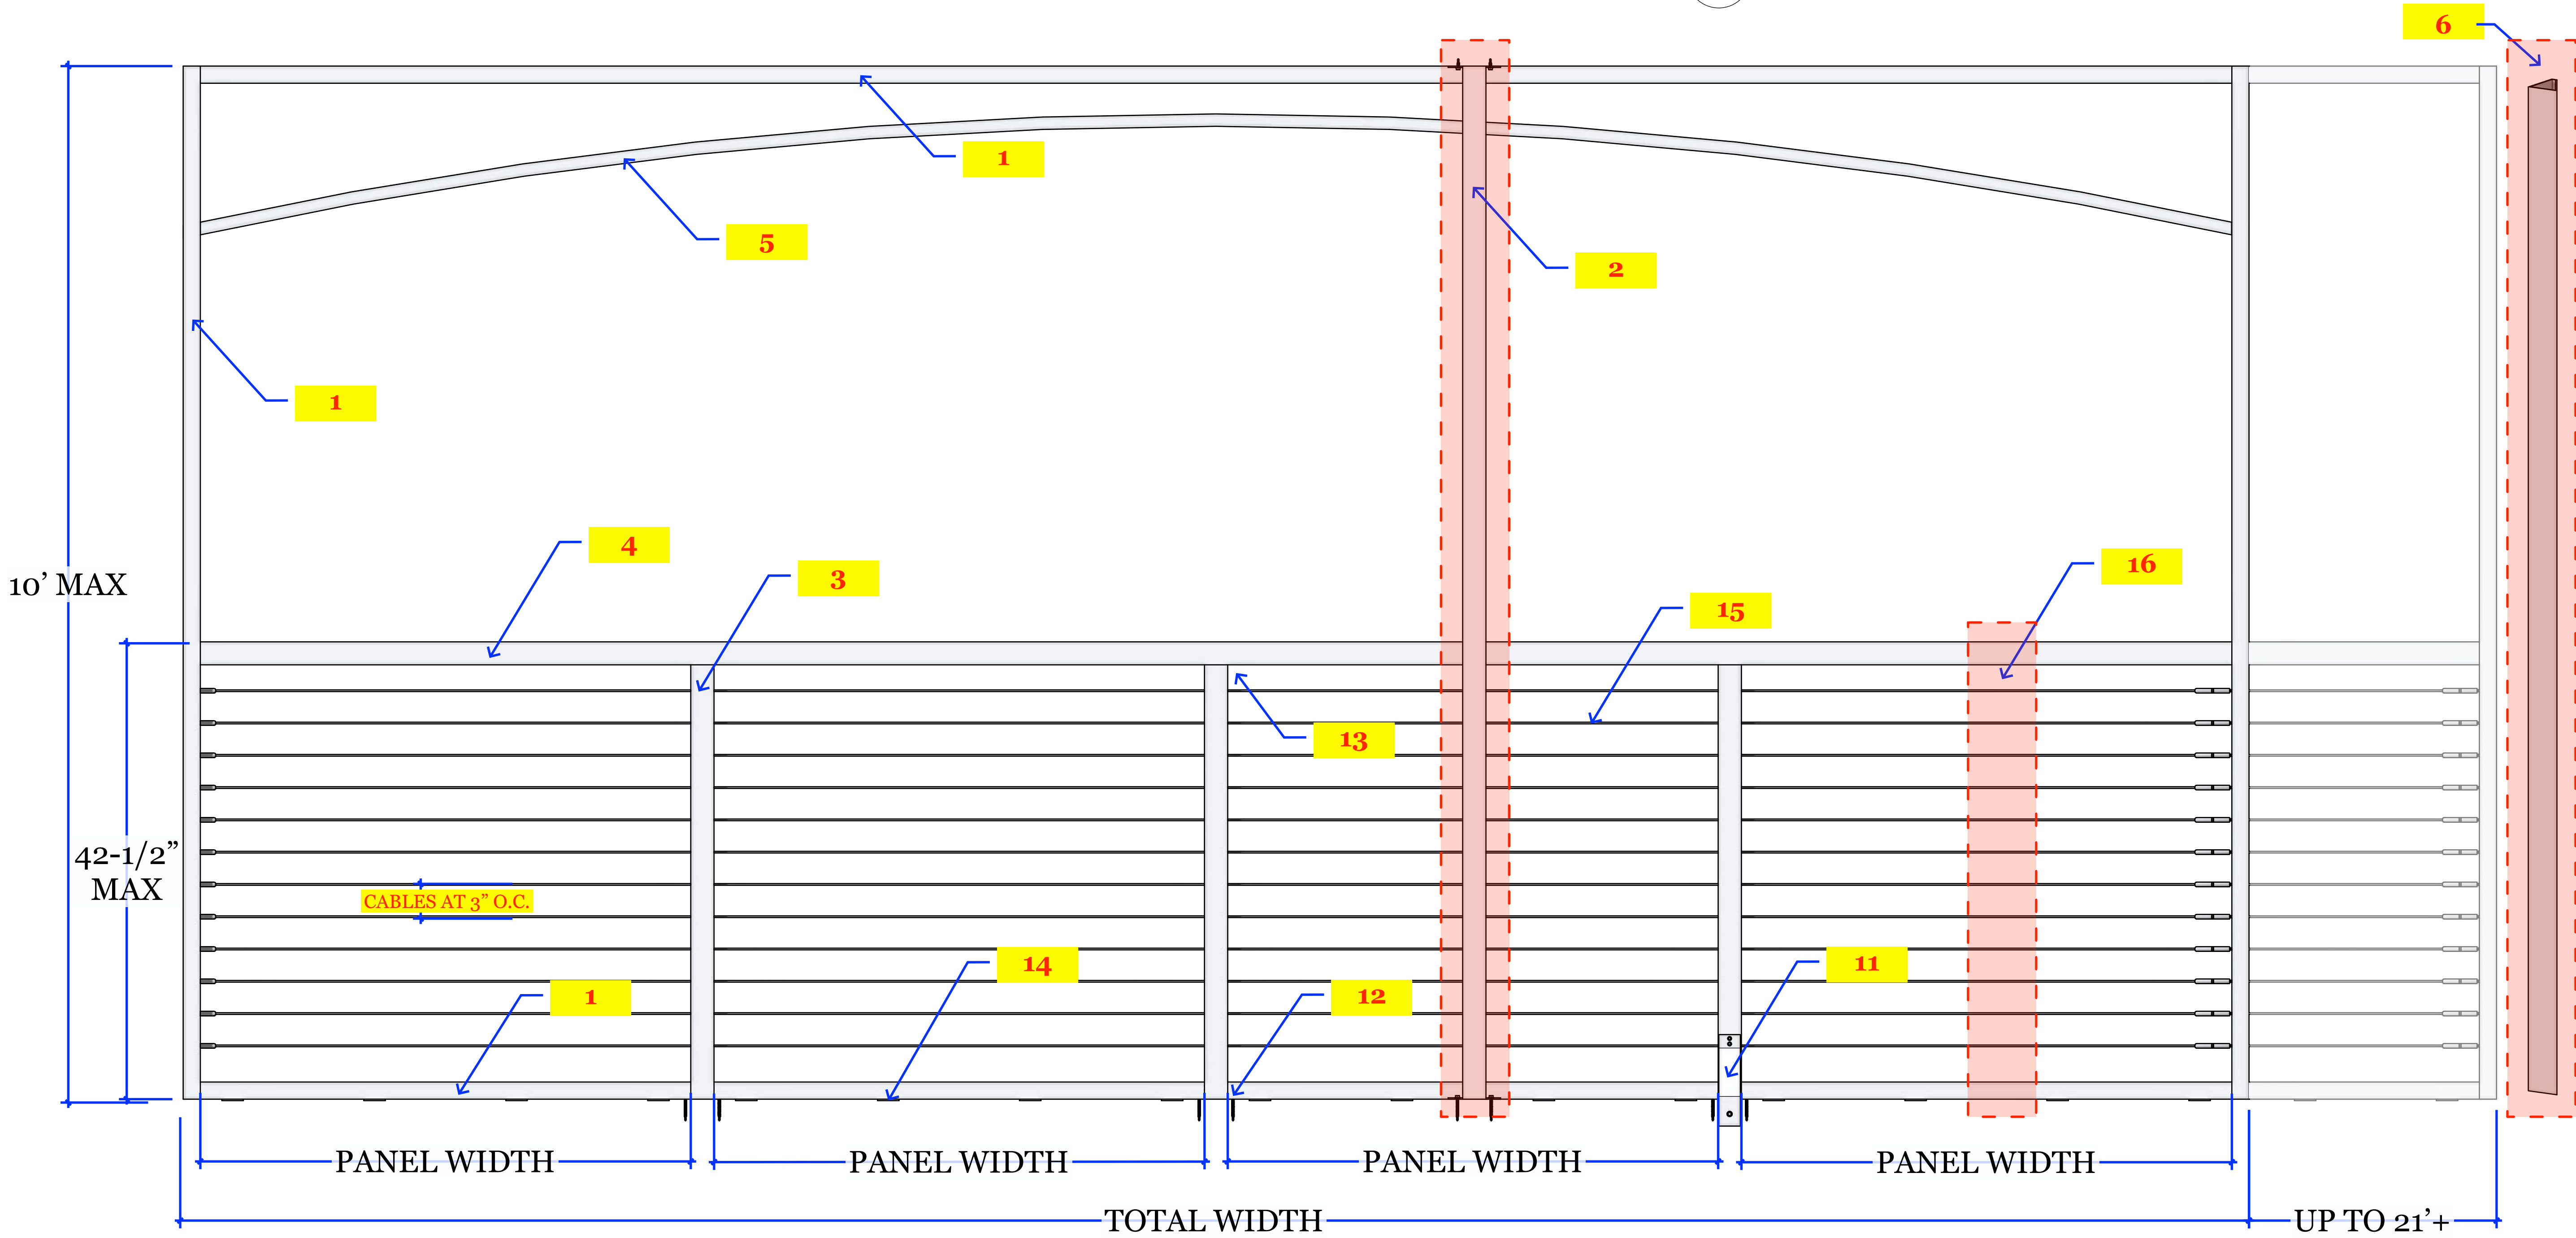 6
1
5
2
1
4
3
16
10’ MAX
15
13
42-1/2”
MAX
CABLES AT 3” O.C.
14
11
1
12
PANEL WIDTH
PANEL WIDTH
PANEL WIDTH
PANEL WIDTH
TOTAL WIDTH
UP TO 21’+